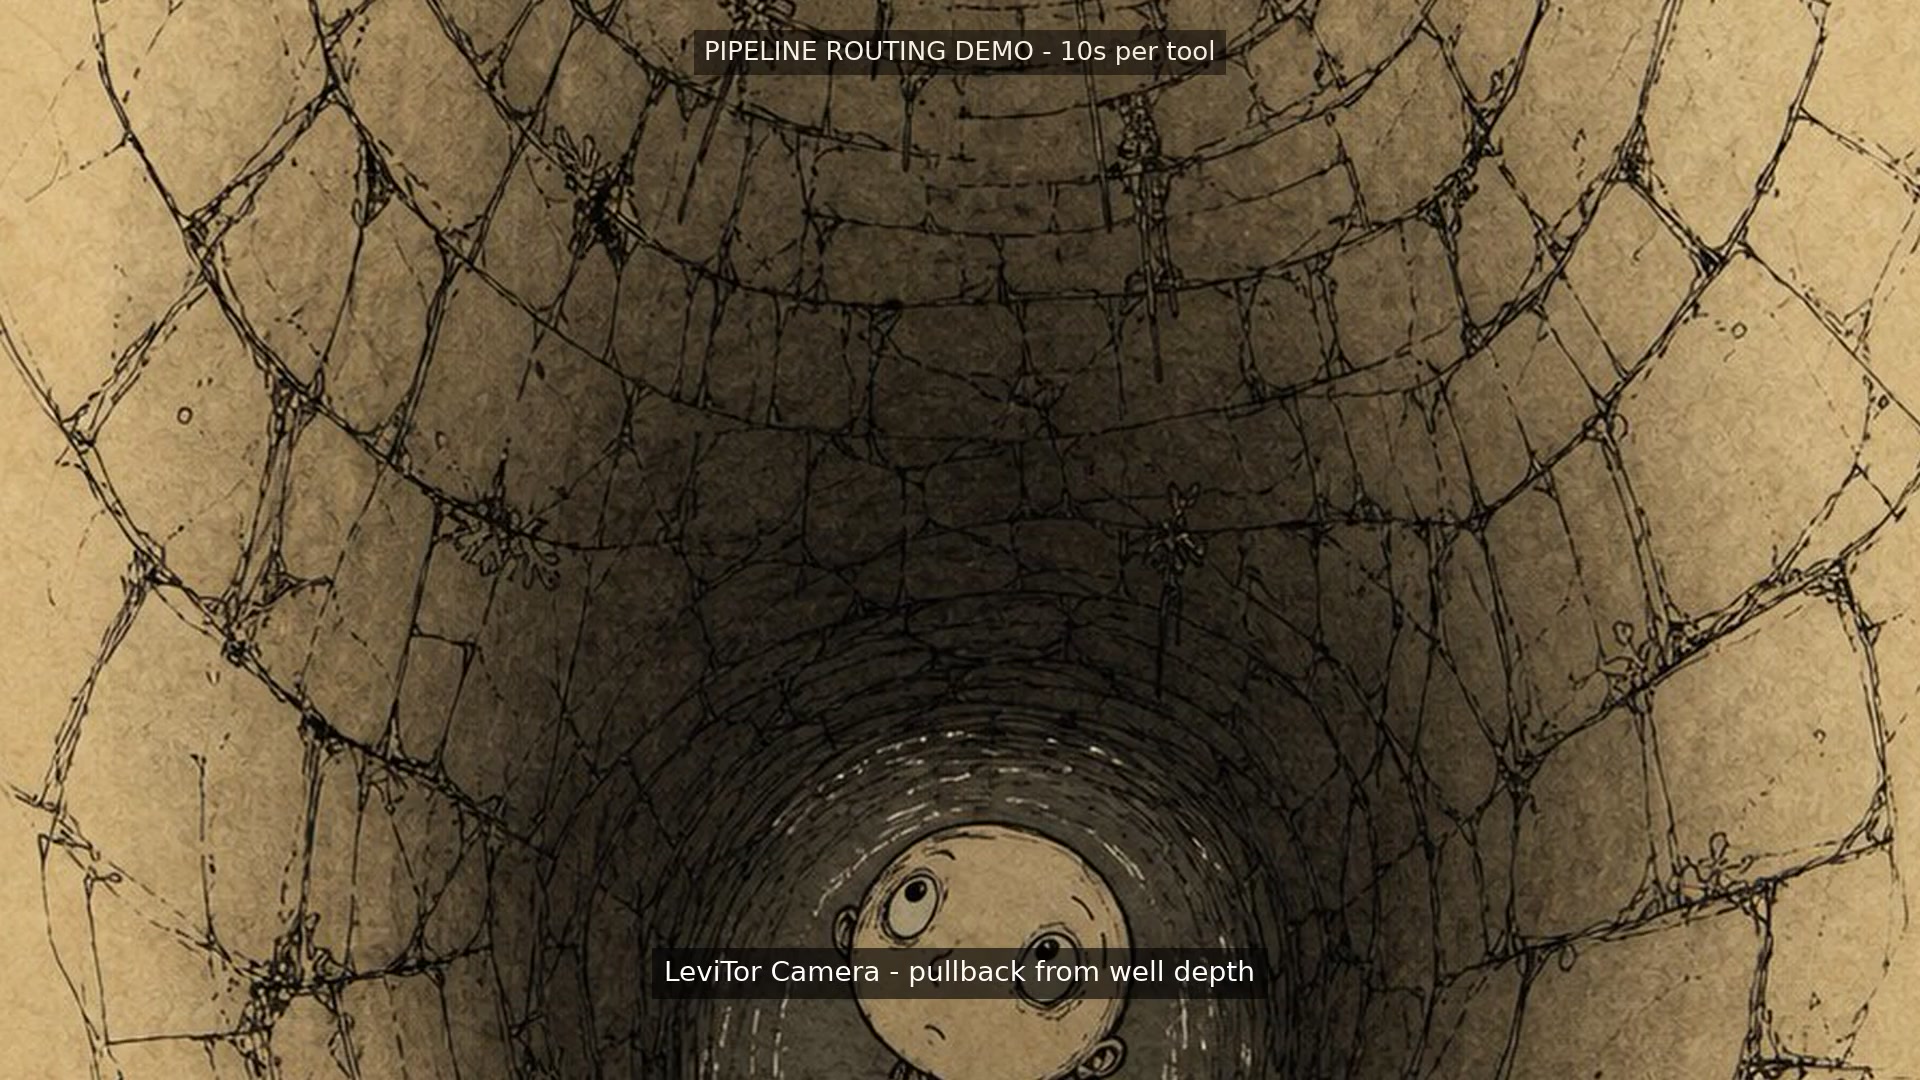 PIPELINE ROUTING DEMO - 10s per tool
LeviTor Camera - pullback from well depth